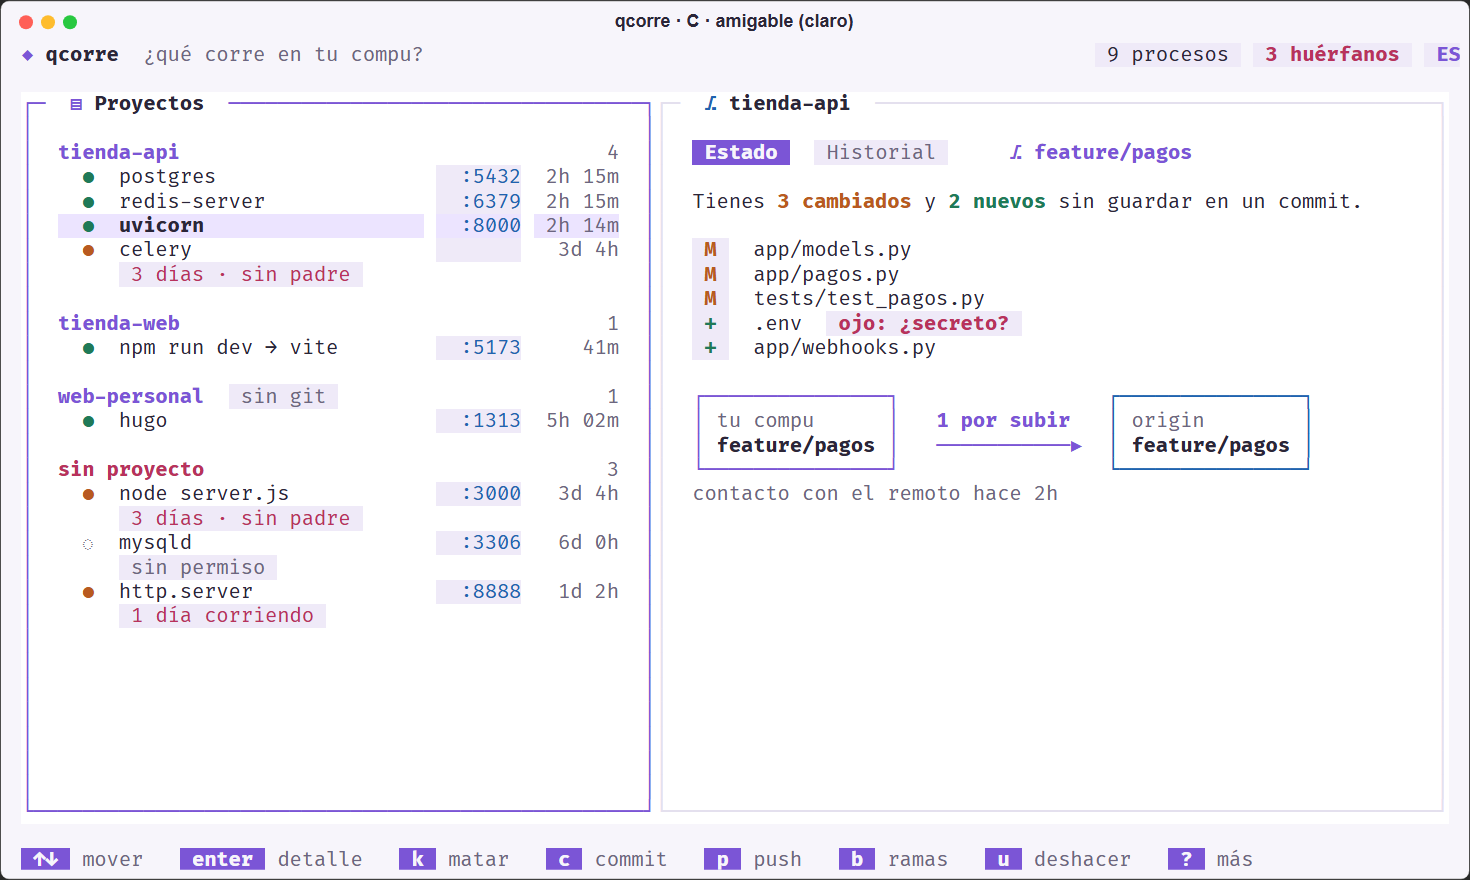 qcorre · C · amigable (claro)
◆ qcorre ¿qué corre en tu compu? 9 procesos 3 huérfanos ES
Proyectos
tienda-api 4
● postgres :5432 2h 15m
● redis-server :6379 2h 15m
● uvicorn :8000 2h 14m
● celery 3d 4h
3 días · sin padre
tienda-web 1
● npm run dev → vite :5173 41m
web-personal sin git 1
● hugo :1313 5h 02m
sin proyecto 3
● node server.js :3000 3d 4h
3 días · sin padre
◌ mysqld :3306 6d 0h
sin permiso
● http.server :8888 1d 2h
1 día corriendo
tienda-api
Estado Historial feature/pagos
Tienes 3 cambiados y 2 nuevos sin guardar en un commit.
M app/models.py
M app/pagos.py
M tests/test_pagos.py
+ .env ojo: ¿secreto?
+ app/webhooks.py
tu compu
feature/pagos
1 por subir
origin
feature/pagos
contacto con el remoto hace 2h
↑↓ mover enter detalle k matar c commit p push b ramas u deshacer ? más